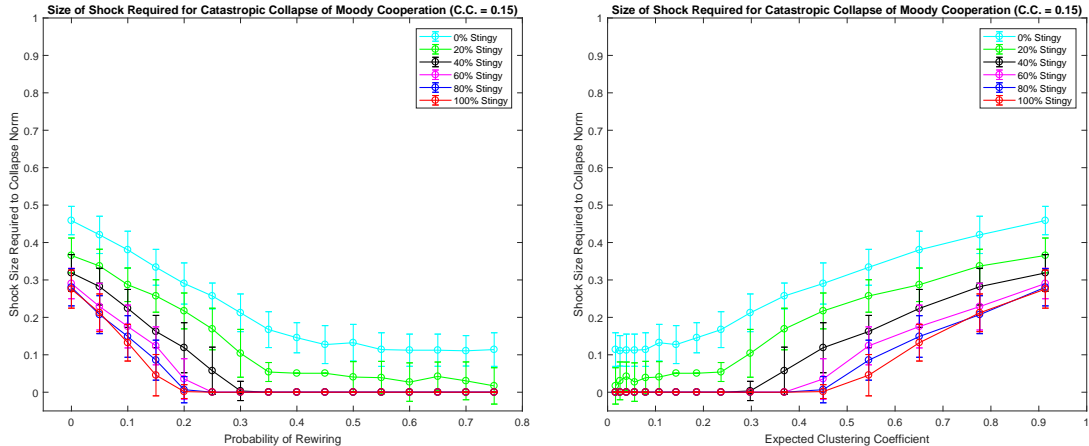 Size of Shock Required for Catastropic Collapse of Moody Cooperation (C.C. = 0.15)
1
0.9
0.8
0.7
0.6
0.5
0.4
0.3
0.2
0.1
0
Shock Size Required to Collapse Norm
0% Stingy
20% Stingy
40% Stingy
60% Stingy
80% Stingy
100% Stingy
0 0.1 0.2 0.3 0.4 0.5 0.6 0.7 0.8
Probability of Rewiring
Size of Shock Required for Catastropic Collapse of Moody Cooperation (C.C. = 0.15)
1
0.9
0.8
0.7
0.6
0.5
0.4
0.3
0.2
0.1
0
Shock Size Required to Collapse Norm
0% Stingy
20% Stingy
40% Stingy
60% Stingy
80% Stingy
100% Stingy
0 0.1 0.2 0.3 0.4 0.5 0.6 0.7 0.8 0.9 1
Expected Clustering Coefficient